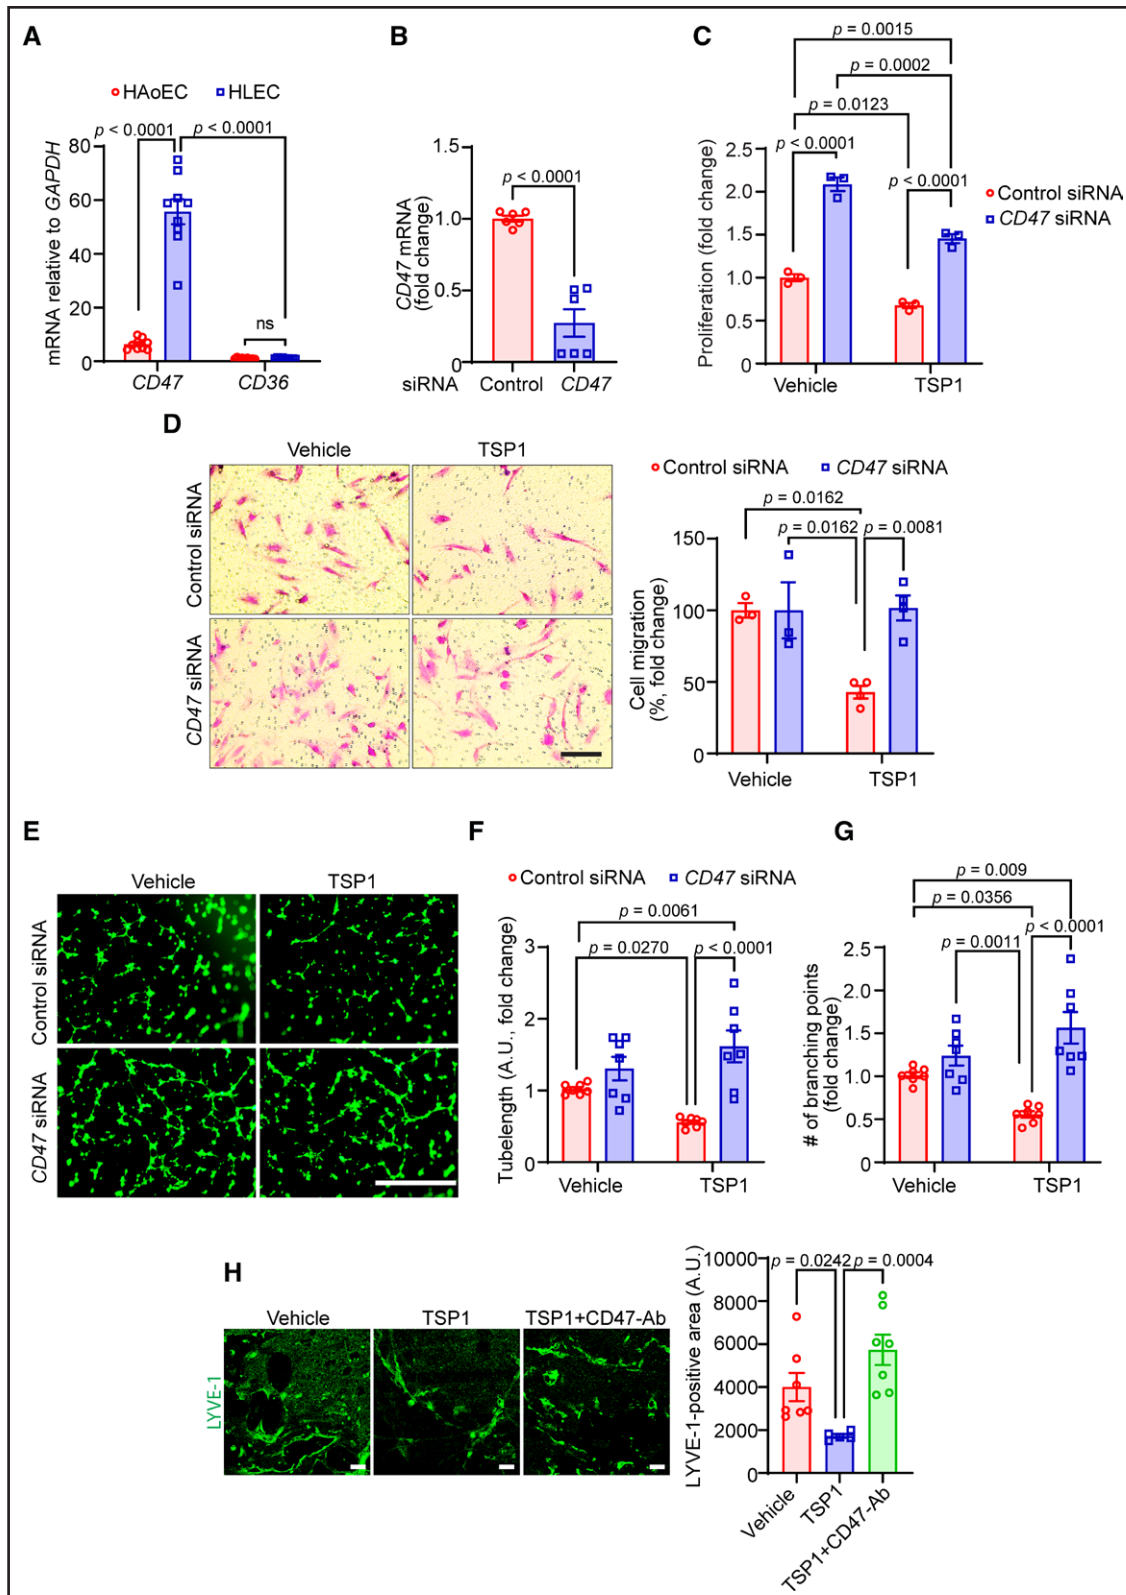 A
HAoEC HLEC
p < 0.0001 p < 0.0001
mRNA relative to GAPDH
80
60
40
20
0
ns
CD47 CD36
B
CD47 mRNA
(fold change)
1.5
1.0
0.5
0
p < 0.0001
siRNA Control CD47
C
p = 0.0015
p = 0.0002
p = 0.0123
p < 0.0001
p < 0.0001
Proliferation (fold change)
2.5
2.0
1.5
1.0
0.5
0
Control siRNA
CD47 siRNA
Vehicle TSP1
D
Vehicle TSP1
Control siRNA
CD47 siRNA
Control siRNA CD47 siRNA
p = 0.0162
p = 0.0162 p = 0.0081
Cell migration
(%, fold change)
150
100
50
0
Vehicle TSP1
E
Vehicle TSP1
Control siRNA
CD47 siRNA
F
Control siRNA CD47 siRNA
p = 0.0061
p = 0.0270 p < 0.0001
Tubelength (A.U., fold change)
3
2
1
0
Vehicle TSP1
G
p = 0.009
p = 0.0356
p = 0.0011 p < 0.0001
# of branching points
(fold change)
2.5
2.0
1.5
1.0
0.5
0
Vehicle TSP1
H
Vehicle TSP1 TSP1+CD47-Ab
LYVE-1
LYVE-1-positive area (A.U.)
10000
8000
6000
4000
2000
0
p = 0.0242 p = 0.0004
Vehicle
TSP1
TSP1+CD47-Ab